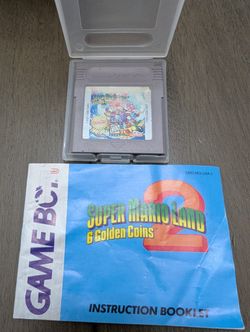 GAME BOY
SUPER MARIO LAND
2
6 Golden Coins
INSTRUCTION BOOKLET